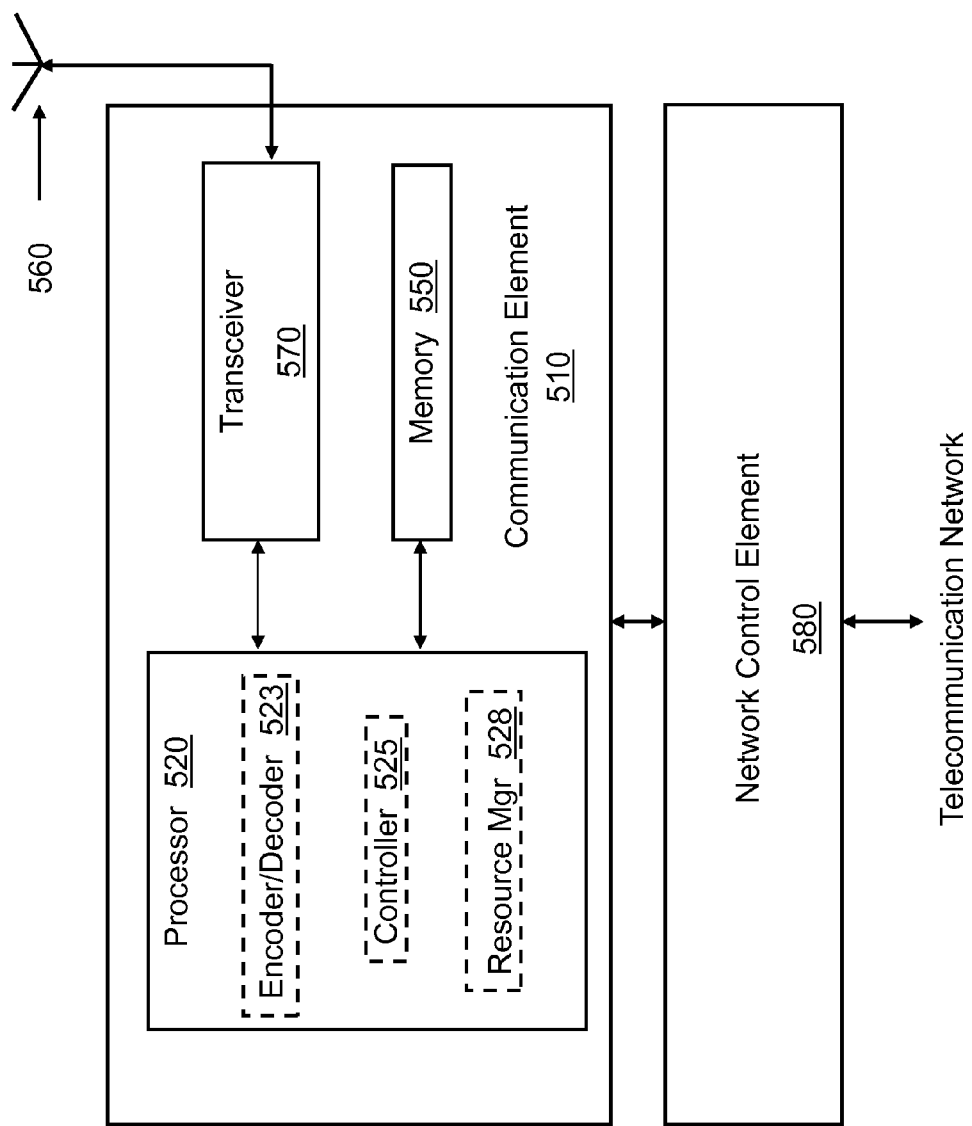 560
Transceiver
570
Memory 550
Communication Element
510
Processor 520
Encoder/Decoder 523
Controller 525
Resource Mgr 528
Network Control Element
580
Telecommunication Network